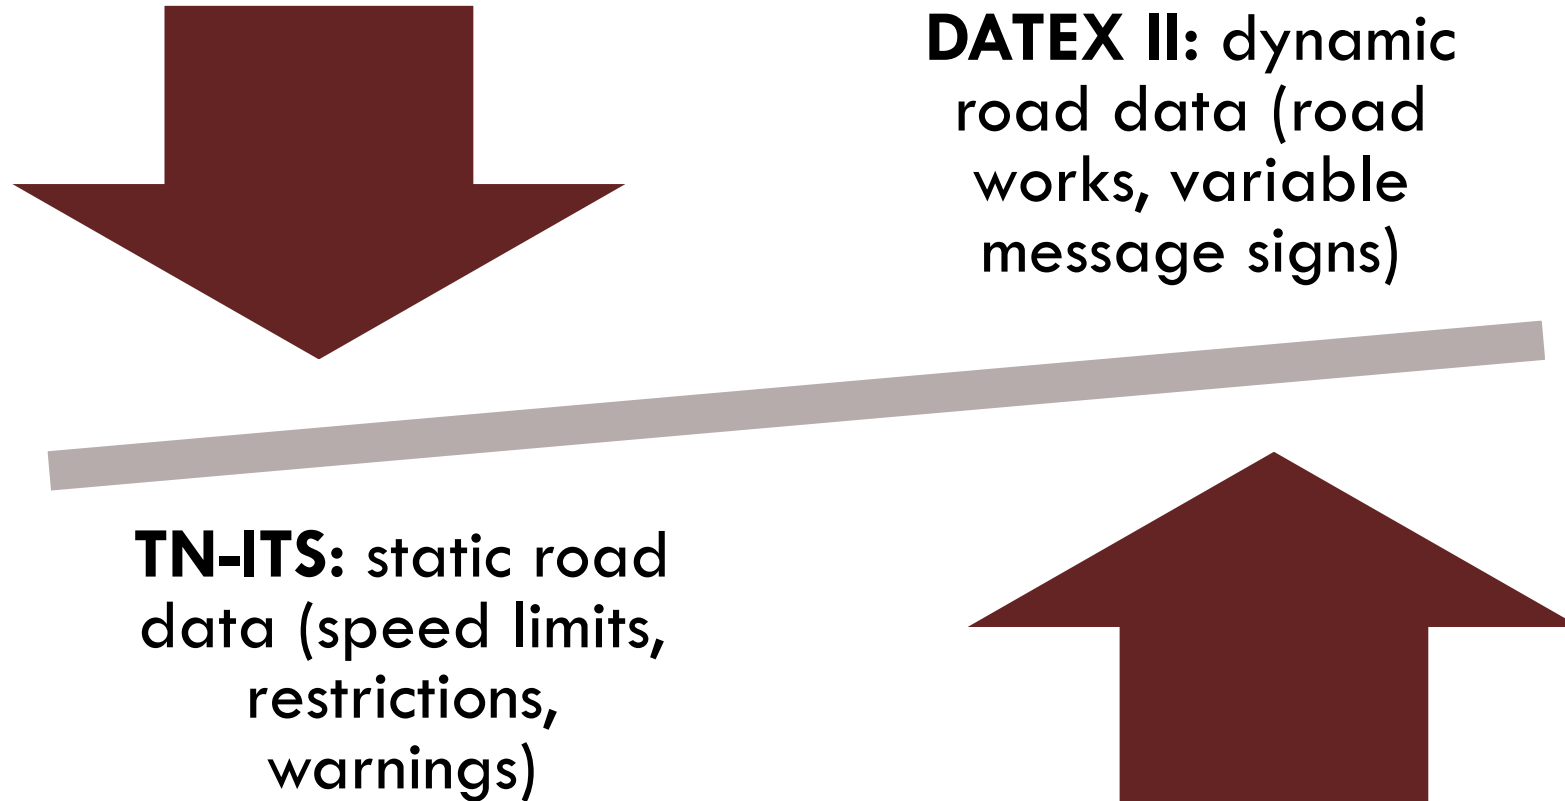 DATEX II: dynamic
road data (road
works, variable
message signs)
TN-ITS: static road
data (speed limits,
restrictions,
warnings)